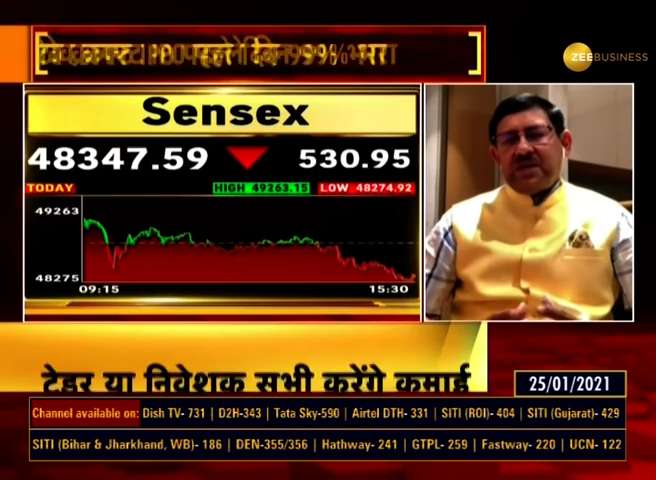 ZEE BUSINESS
Sensex
48347.59 530.95
TODAY HIGH 49263.15 LOW 48274.92
49263
48275
09:15 15:30
ट्रेडर या निवेशक सभी करेंगे कमाई
25/01/2021
Channel available on: Dish TV- 731 | D2H-343 | Tata Sky-590 | Airtel DTH- 331 | SITI (ROI)- 404 | SITI (Gujarat)- 429
SITI (Bihar & Jharkhand, WB)- 186 | DEN-355/356 | Hathway- 241 | GTPL- 259 | Fastway- 220 | UCN- 122